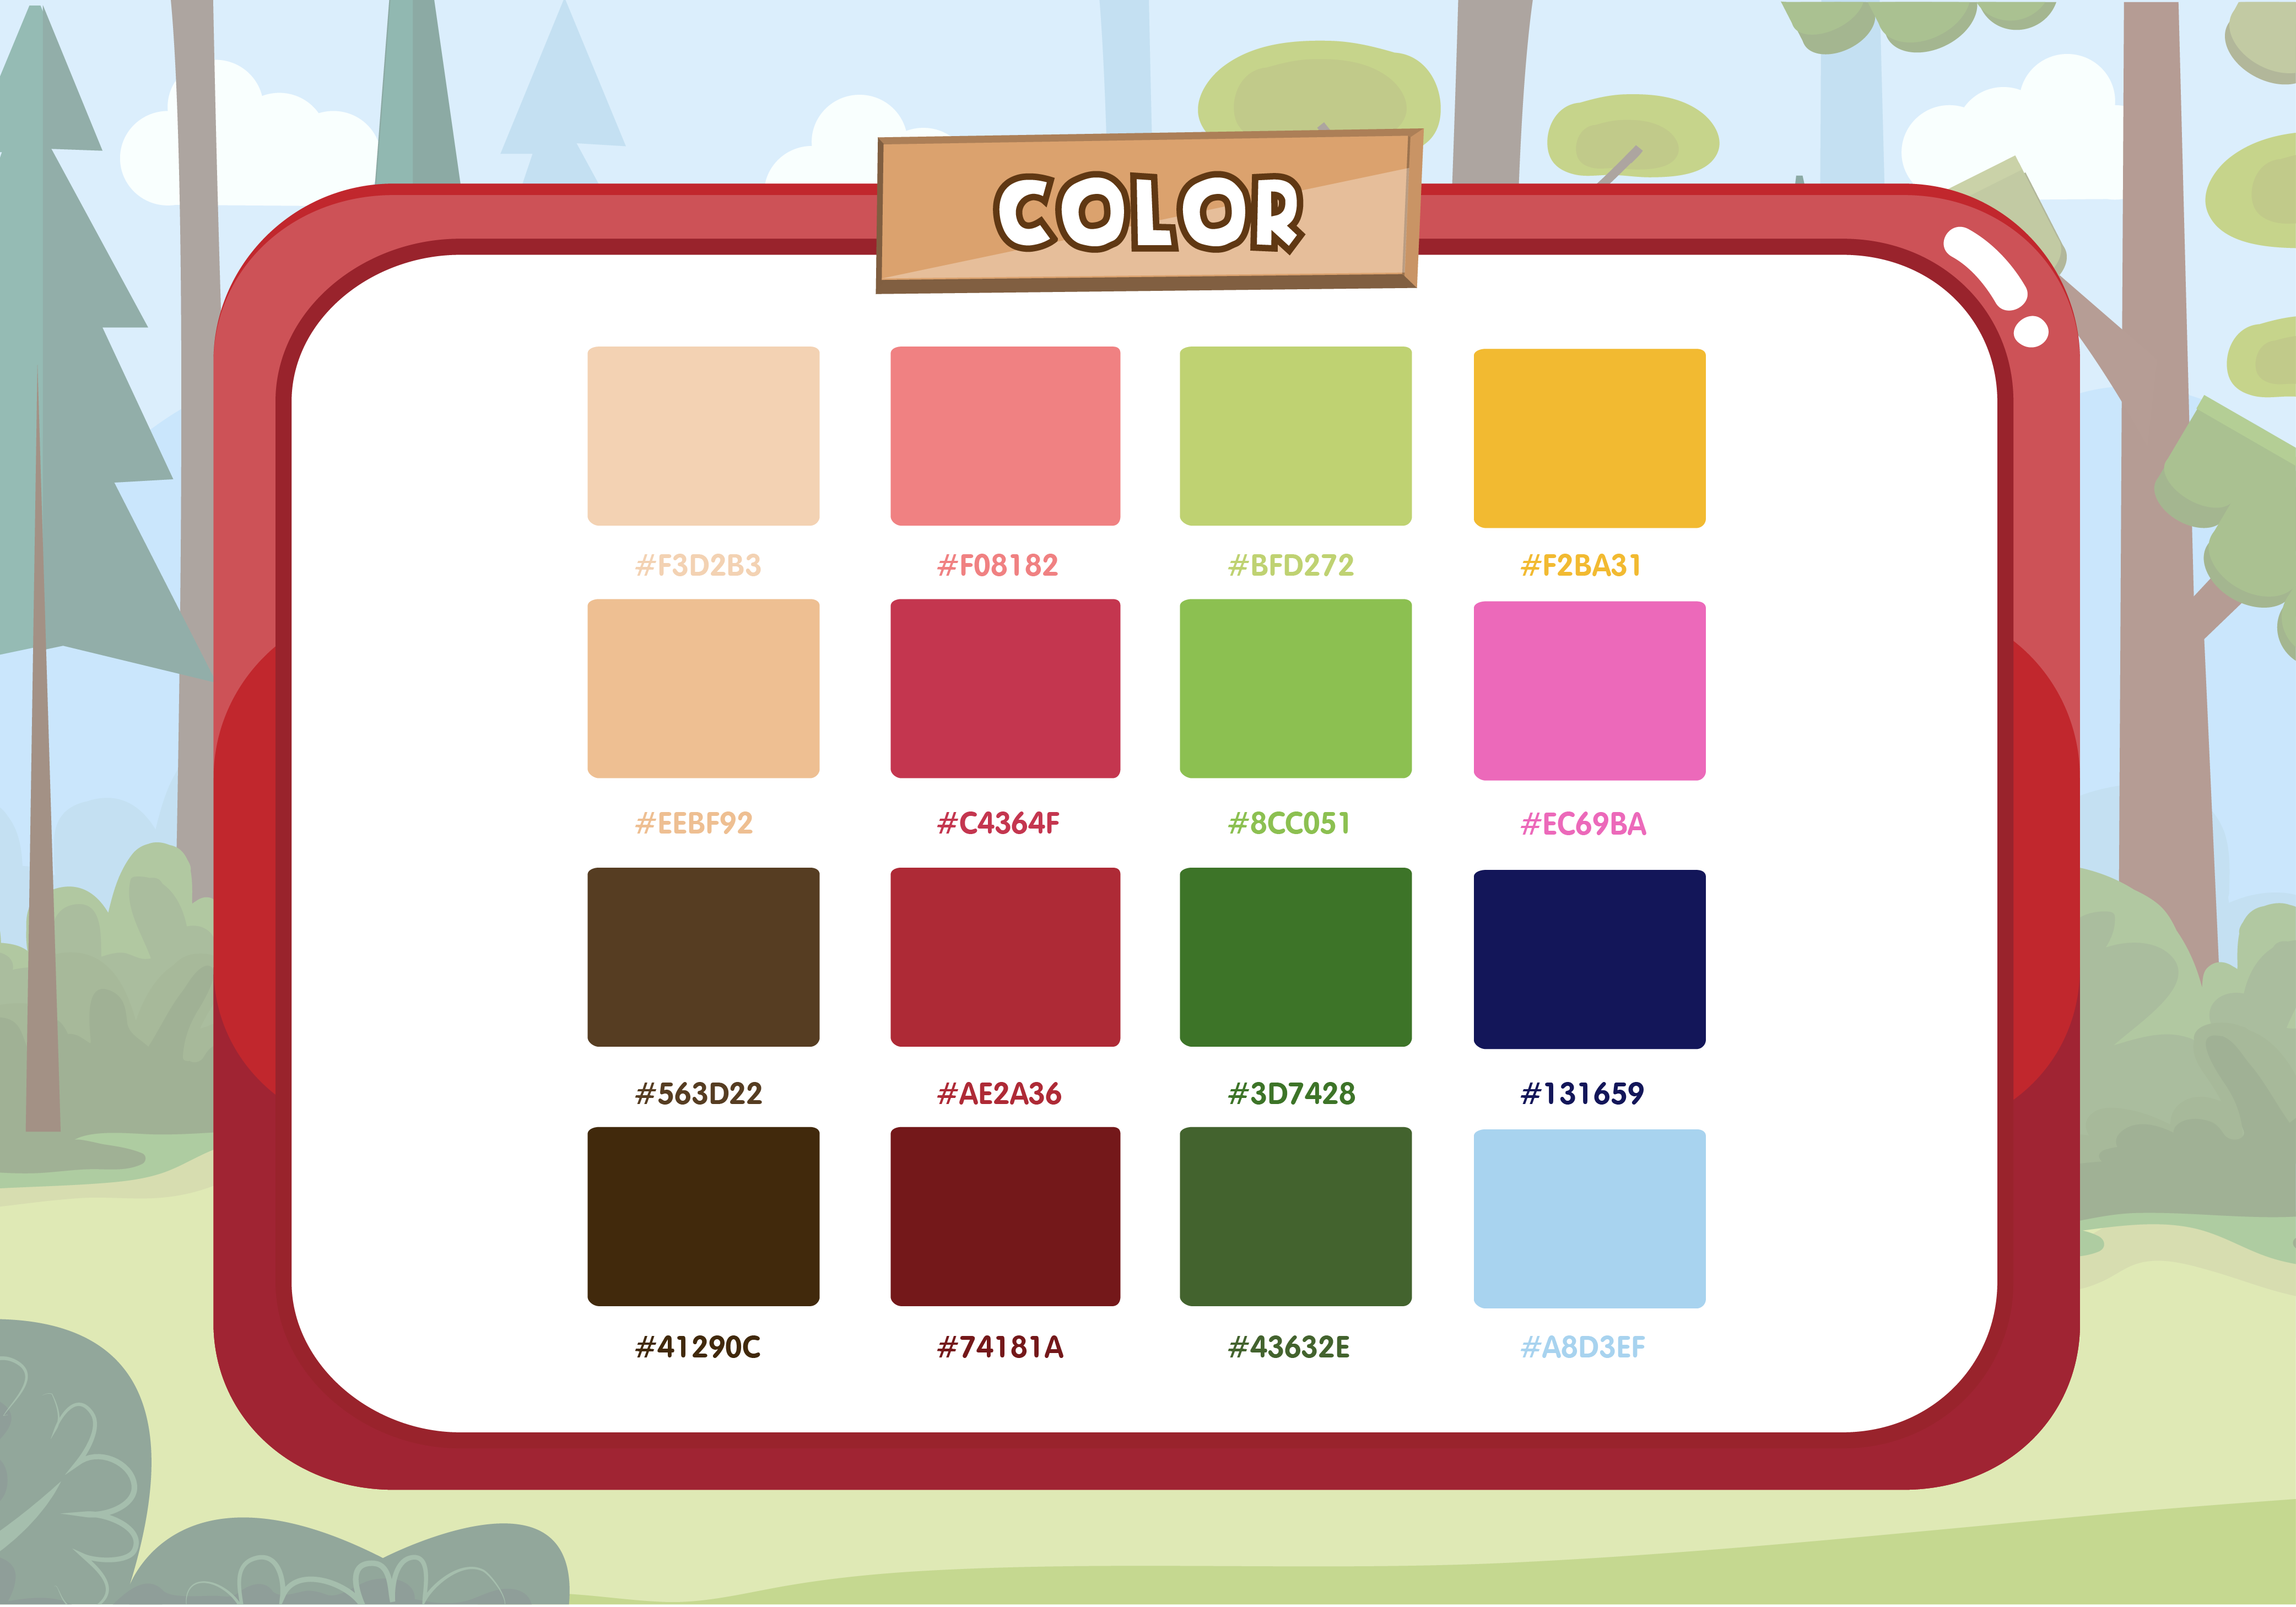 COLOR
#F3D2B3 #F08182 #BFD272 #F2BA31
#EEBF92 #C4364F #8CC051 #EC69BA
#563D22 #AE2A36 #3D7428 #131659
#41290C #74181A #43632E #A8D3EF